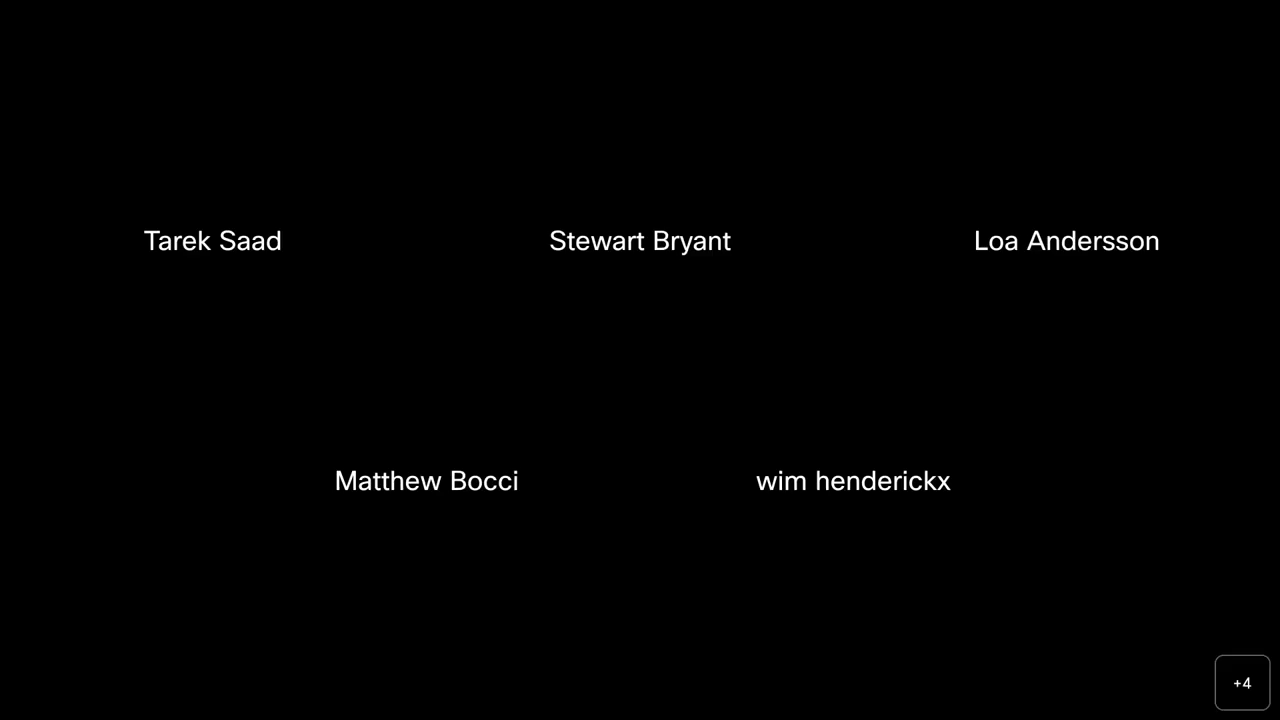 Tarek Saad
Stewart Bryant
Loa Andersson
Matthew Bocci
wim henderickx
+4